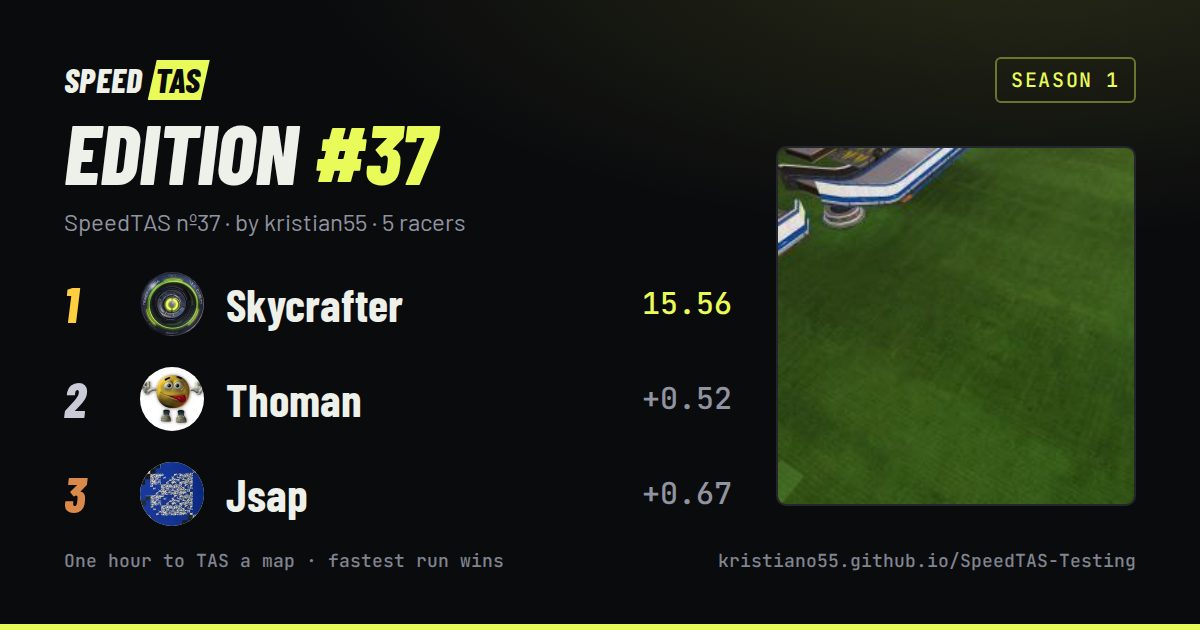 SPEED TAS
SEASON 1
EDITION #37
SpeedTAS nº37 · by kristian55 · 5 racers
1 Skycrafter 15.56
2 Thoman +0.52
3 Jsap +0.67
One hour to TAS a map · fastest run wins
kristiano55.github.io/SpeedTAS-Testing